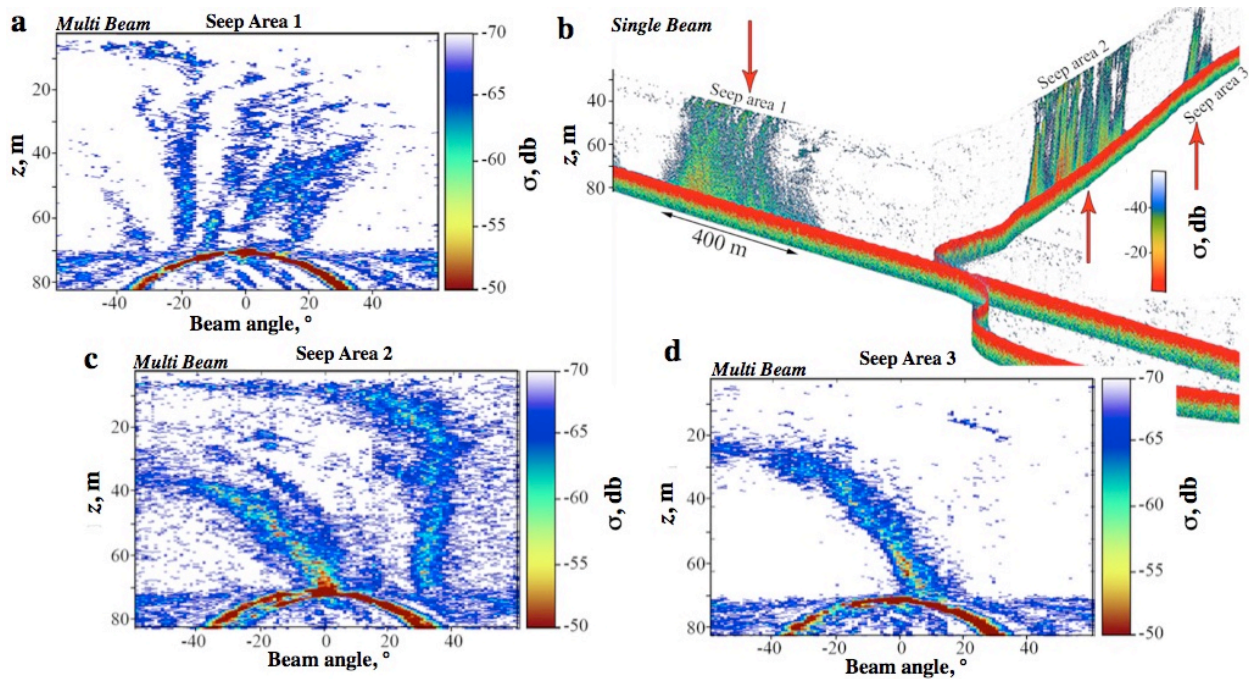 a
Multi Beam
Seep Area 1
20
40
60
80
z, m
-40
-20
0
20
40
Beam angle, °
-70
-65
-60
-55
-50
σ, db
b
Single Beam
Seep area 1
Seep area 2
Seep area 3
40
60
80
z, m
400 m
-40
-20
σ, db
c
Multi Beam
Seep Area 2
20
40
60
80
z, m
-40
-20
0
20
40
Beam angle, °
-70
-65
-60
-55
-50
σ, db
d
Multi Beam
Seep Area 3
20
40
60
80
z, m
-40
-20
0
20
40
Beam angle, °
-70
-65
-60
-55
-50
σ, db